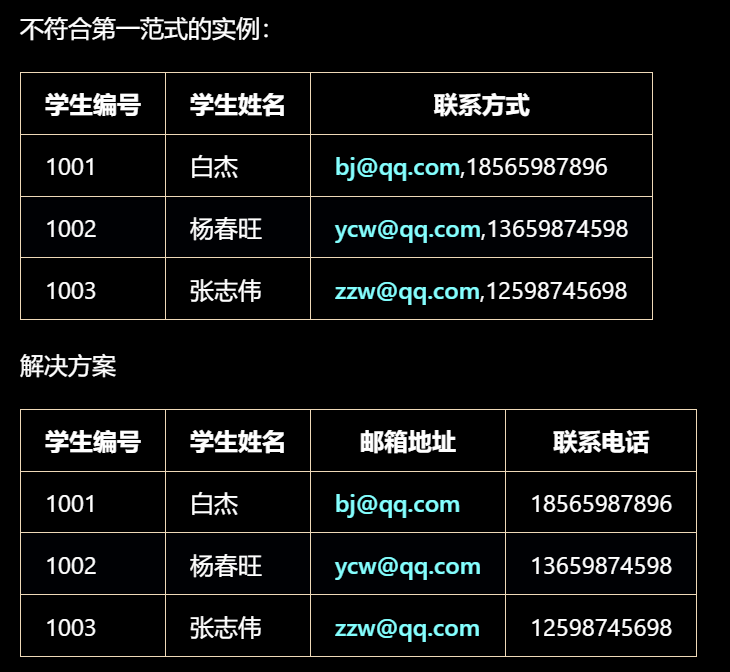 不符合第一范式的实例：
学生编号 学生姓名 联系方式
1001 白杰 bj@qq.com,18565987896
1002 杨春旺 ycw@qq.com,13659874598
1003 张志伟 zzw@qq.com,12598745698
解决方案
学生编号 学生姓名 邮箱地址 联系电话
1001 白杰 bj@qq.com 18565987896
1002 杨春旺 ycw@qq.com 13659874598
1003 张志伟 zzw@qq.com 12598745698